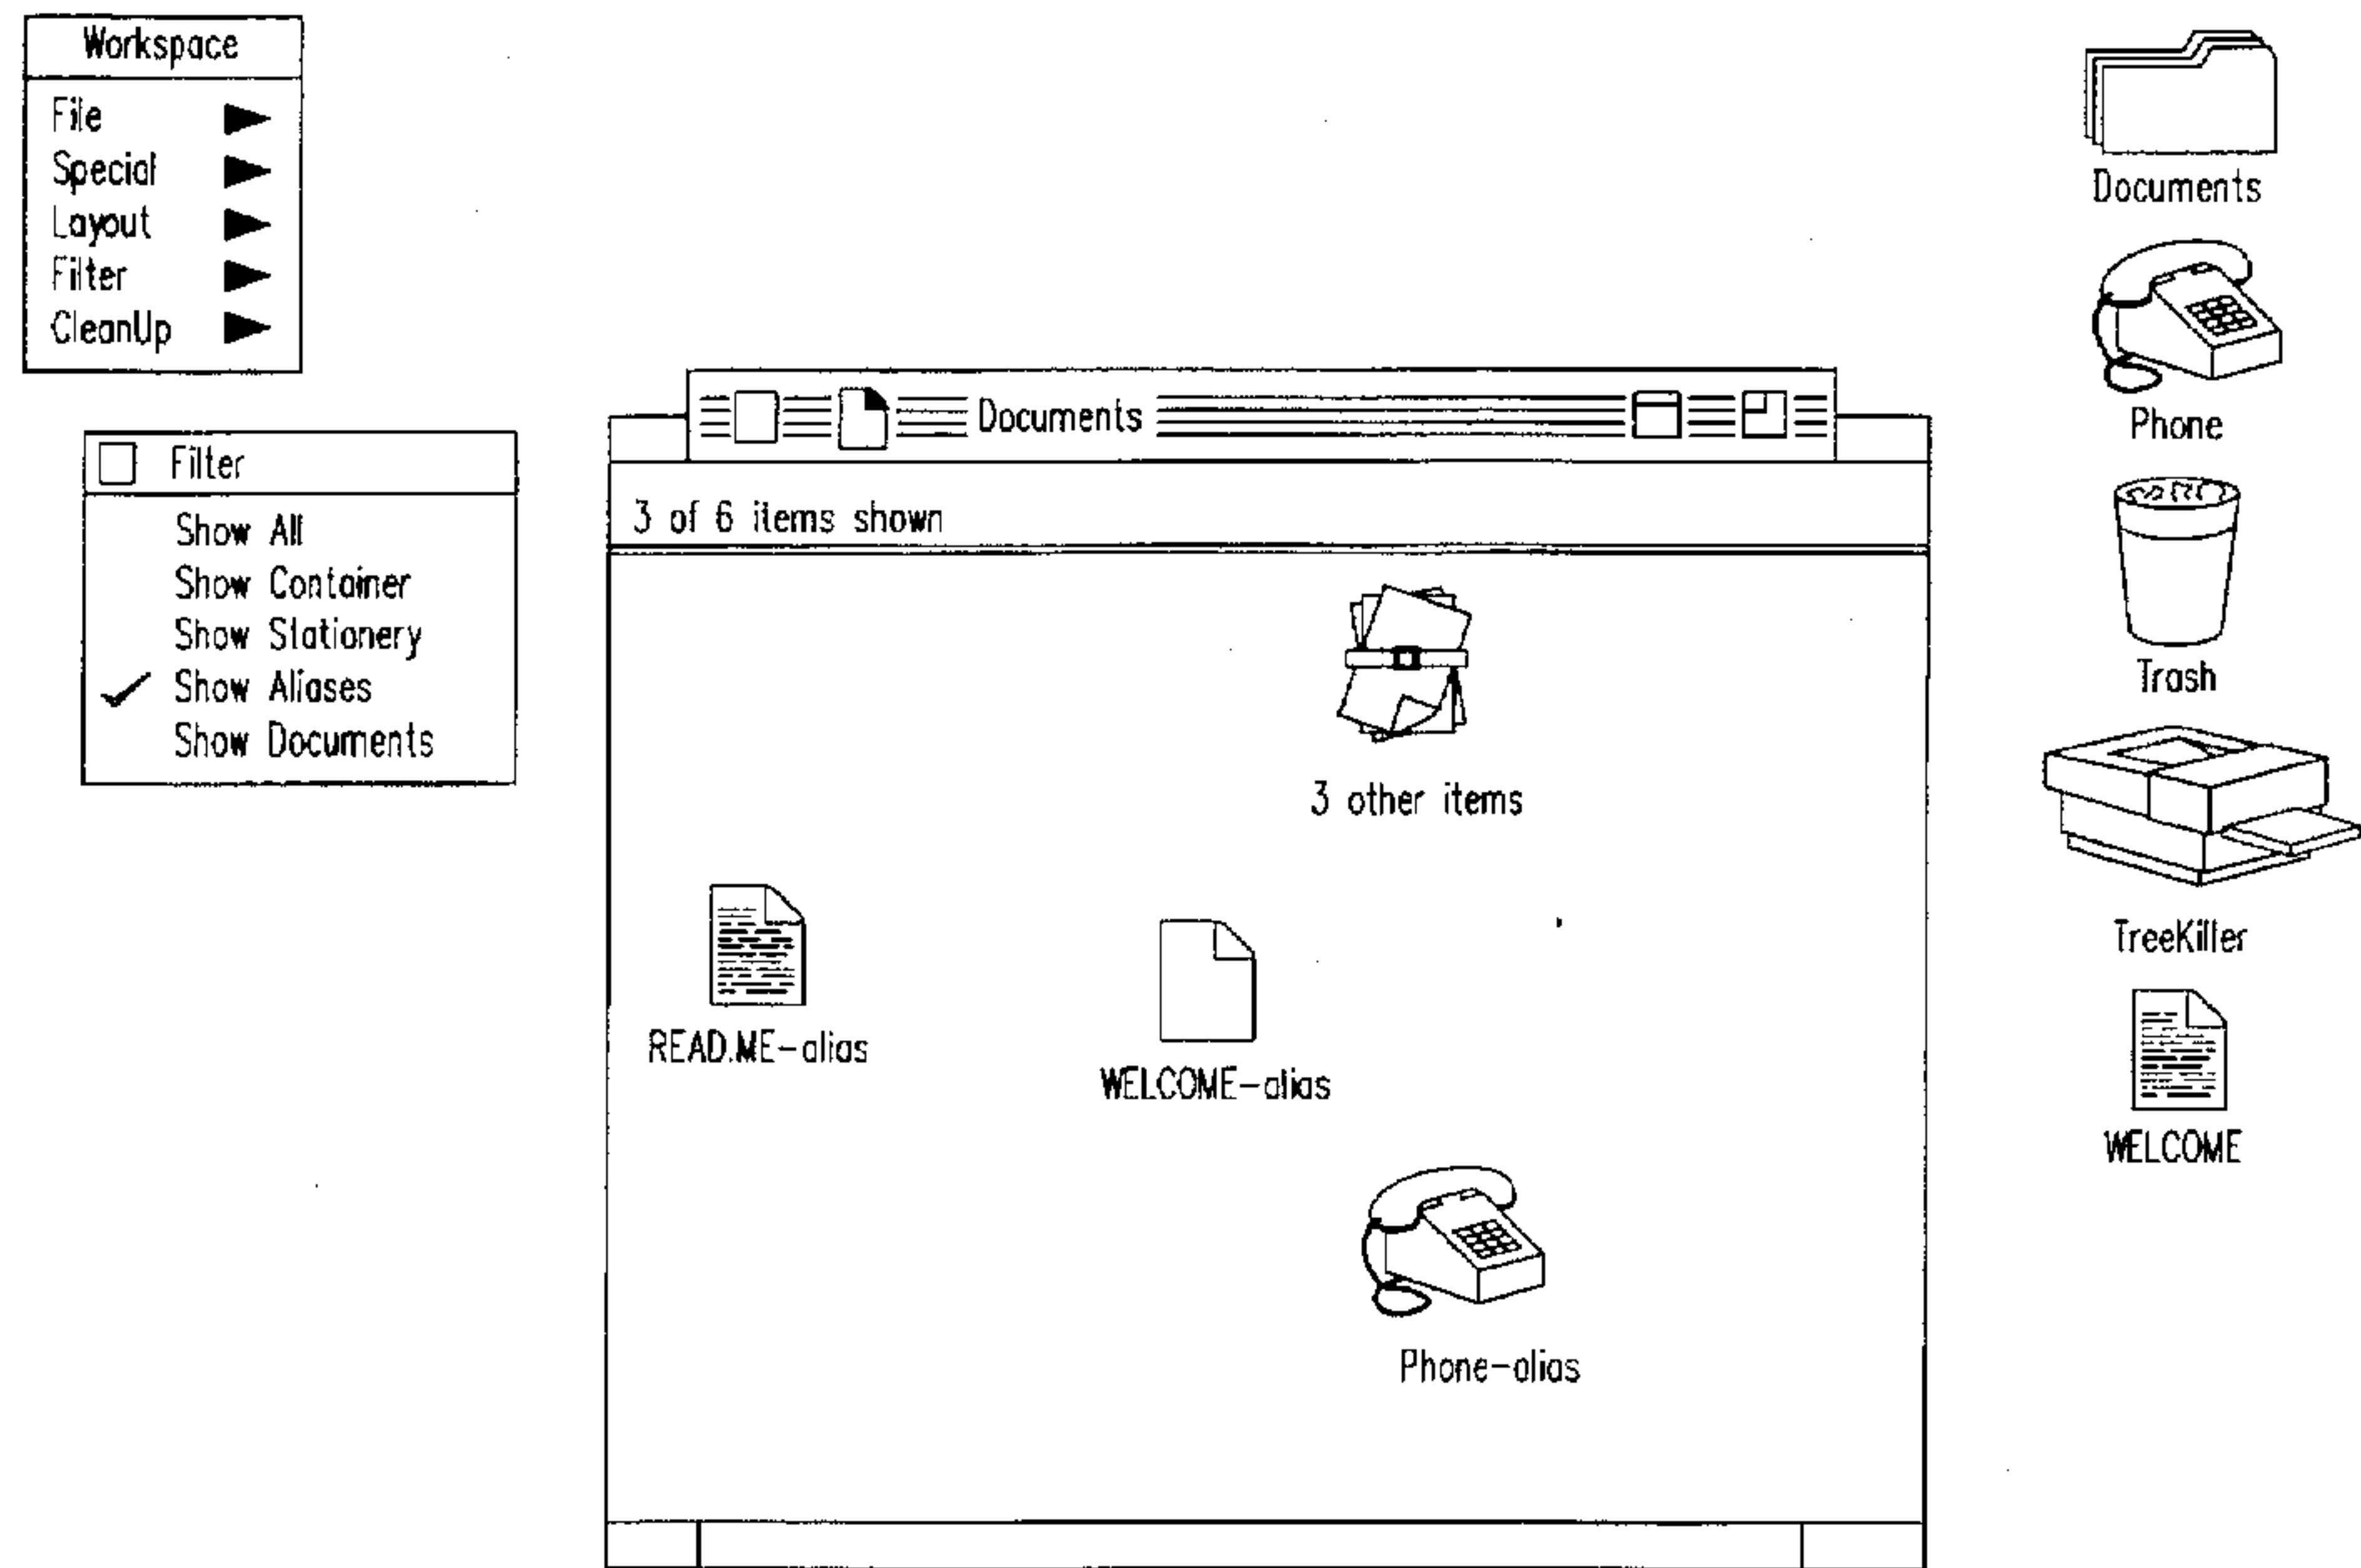 Workspace
File
Special
Layout
Filter
CleanUp
Filter
Show All
Show Container
Show Stationery
Show Aliases
Show Documents
Documents
3 of 6 items shown
3 other items
READ.ME-alias
WELCOME-alias
Phone-alias
Documents
Phone
Trash
TreeKiller
WELCOME